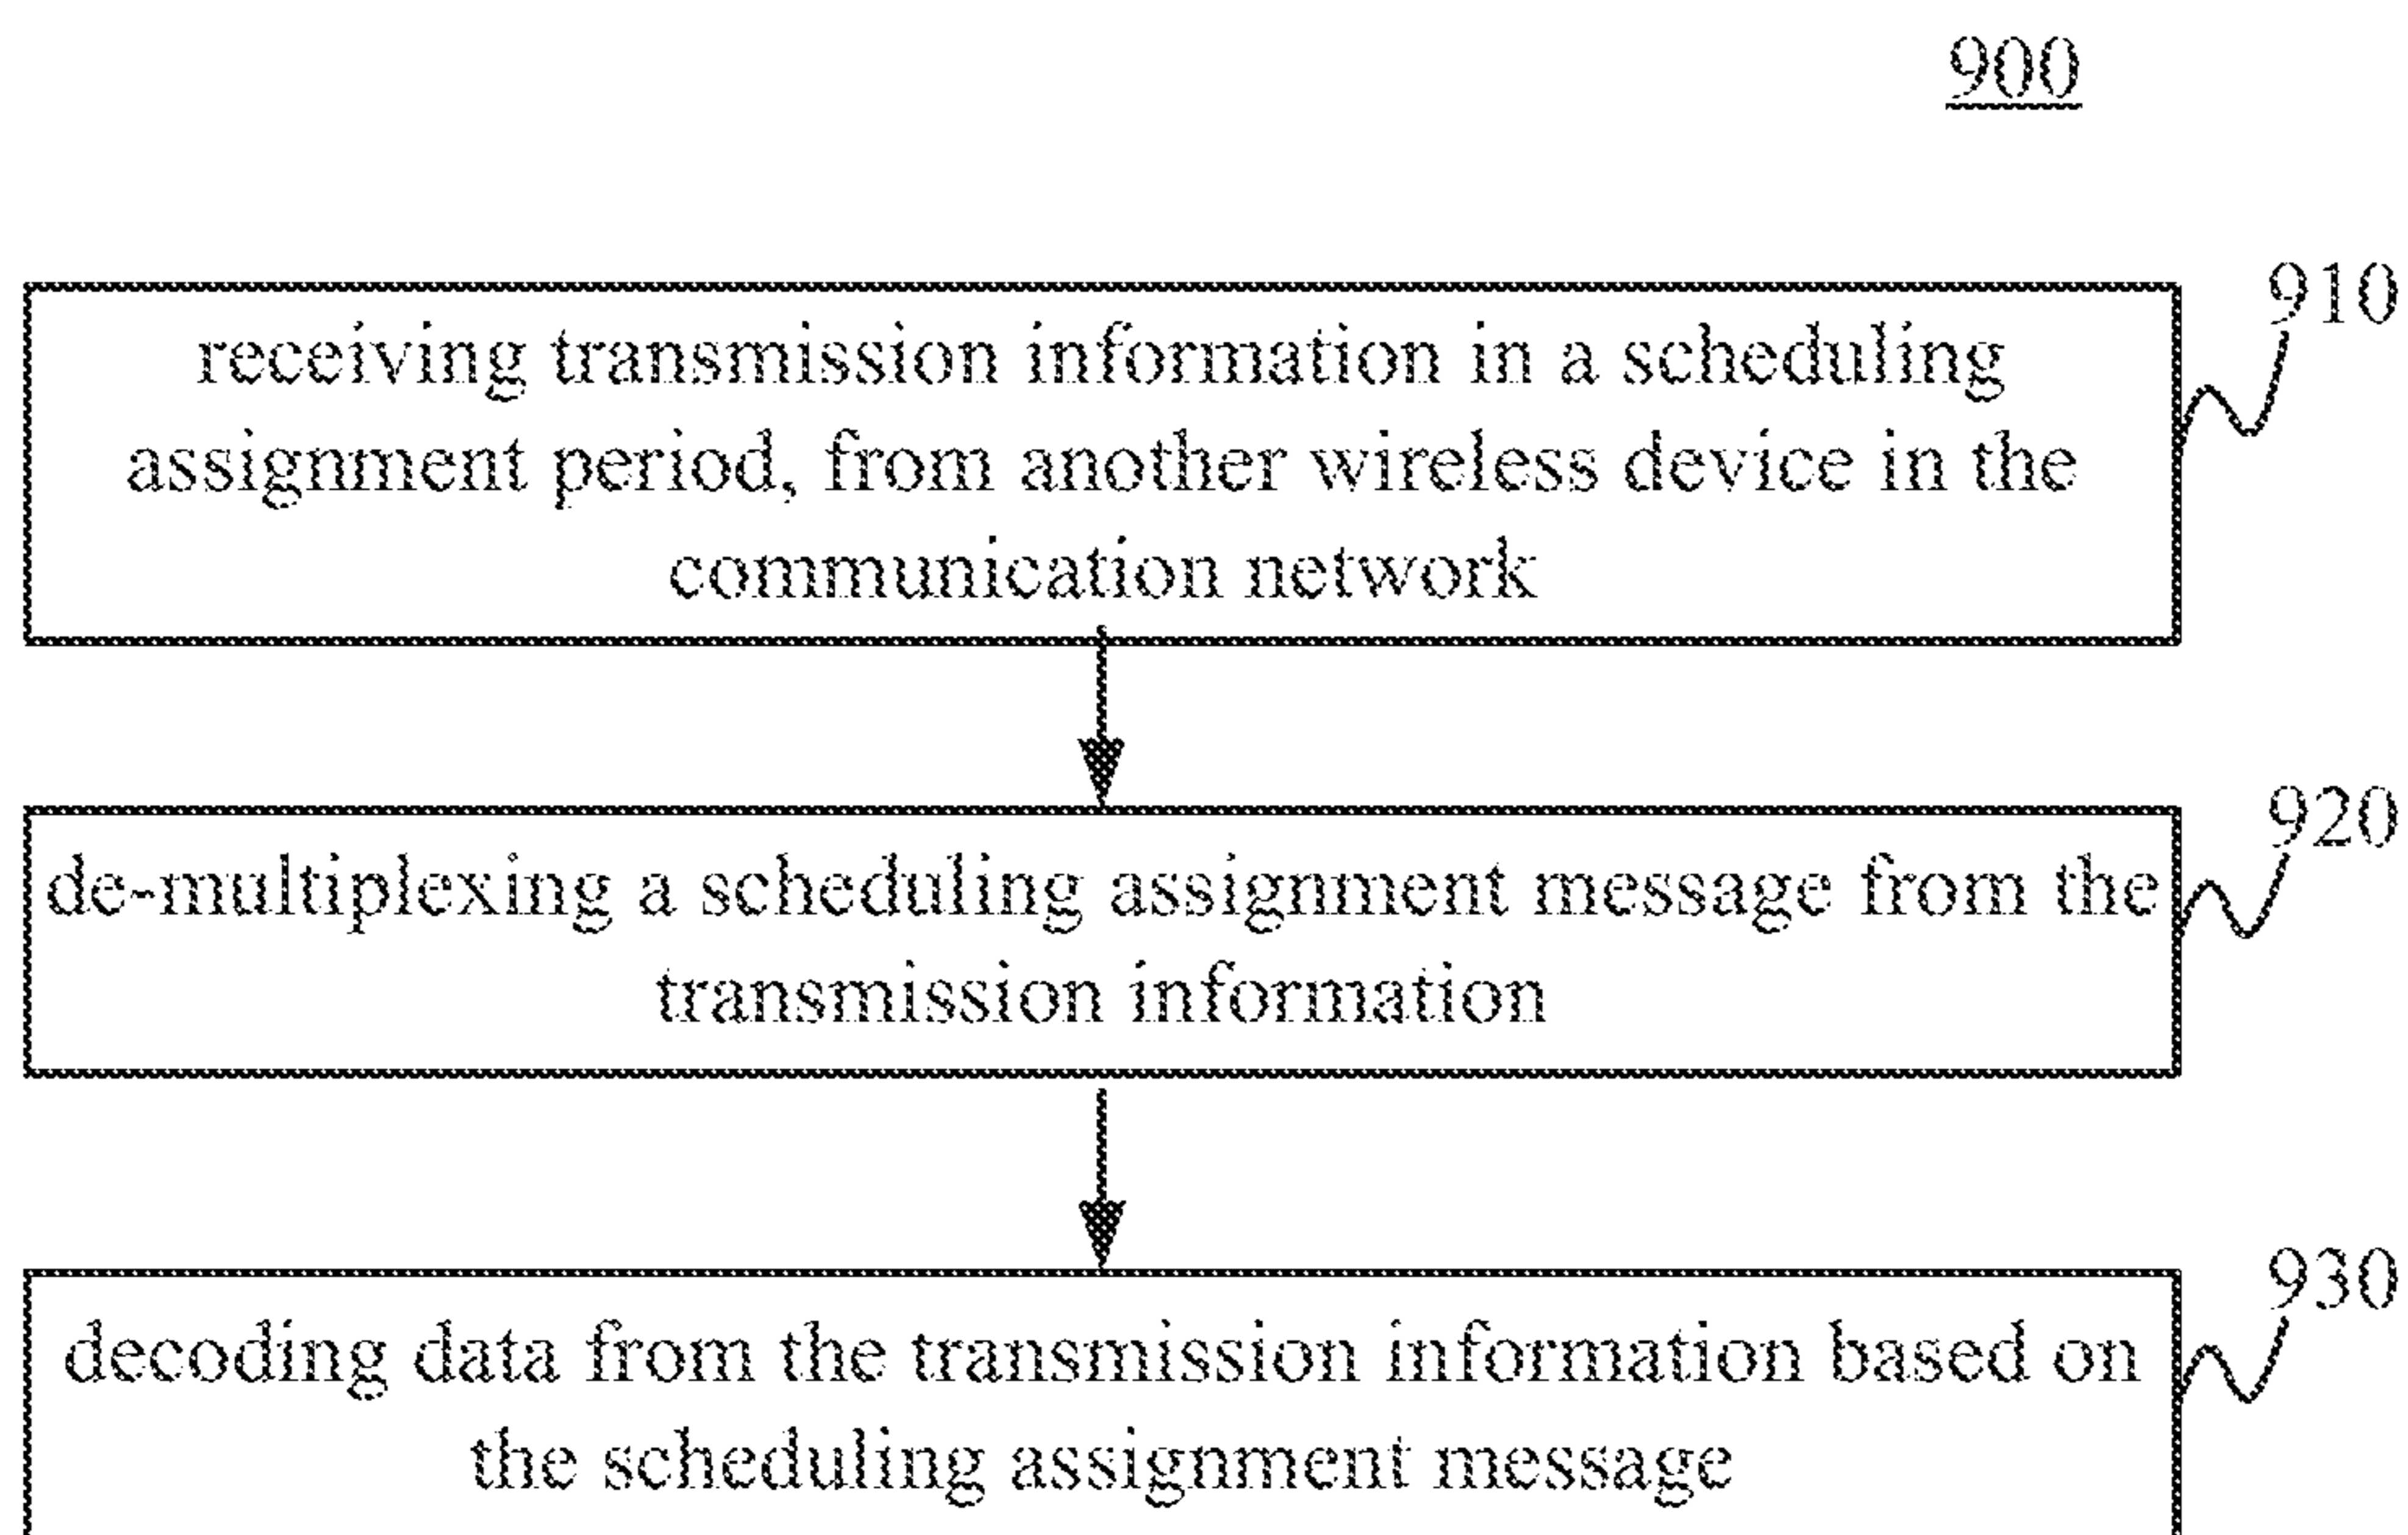 900
910
receiving transmission information in a scheduling
assignment period, from another wireless device in the
communication network
920
de-multiplexing a scheduling assignment message from the
transmission information
930
decoding data from the transmission information based on
the scheduling assignment message